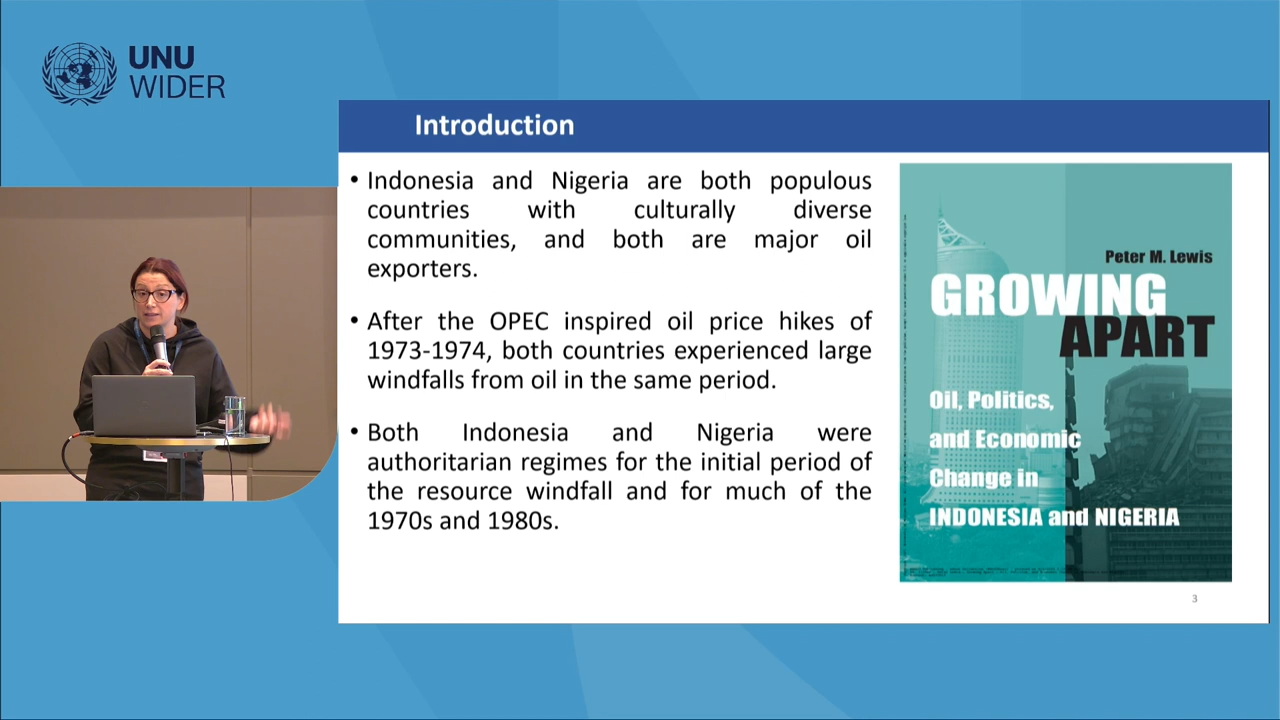 UNU
WIDER
Introduction
• Indonesia and Nigeria are both populous
countries with culturally diverse
communities, and both are major oil
exporters.
• After the OPEC inspired oil price hikes of
1973-1974, both countries experienced large
windfalls from oil in the same period.
• Both Indonesia and Nigeria were
authoritarian regimes for the initial period of
the resource windfall and for much of the
1970s and 1980s.
Peter M. Lewis
GROWING
APART
Oil, Politics,
and Economic
Change in
INDONESIA and NIGERIA
3